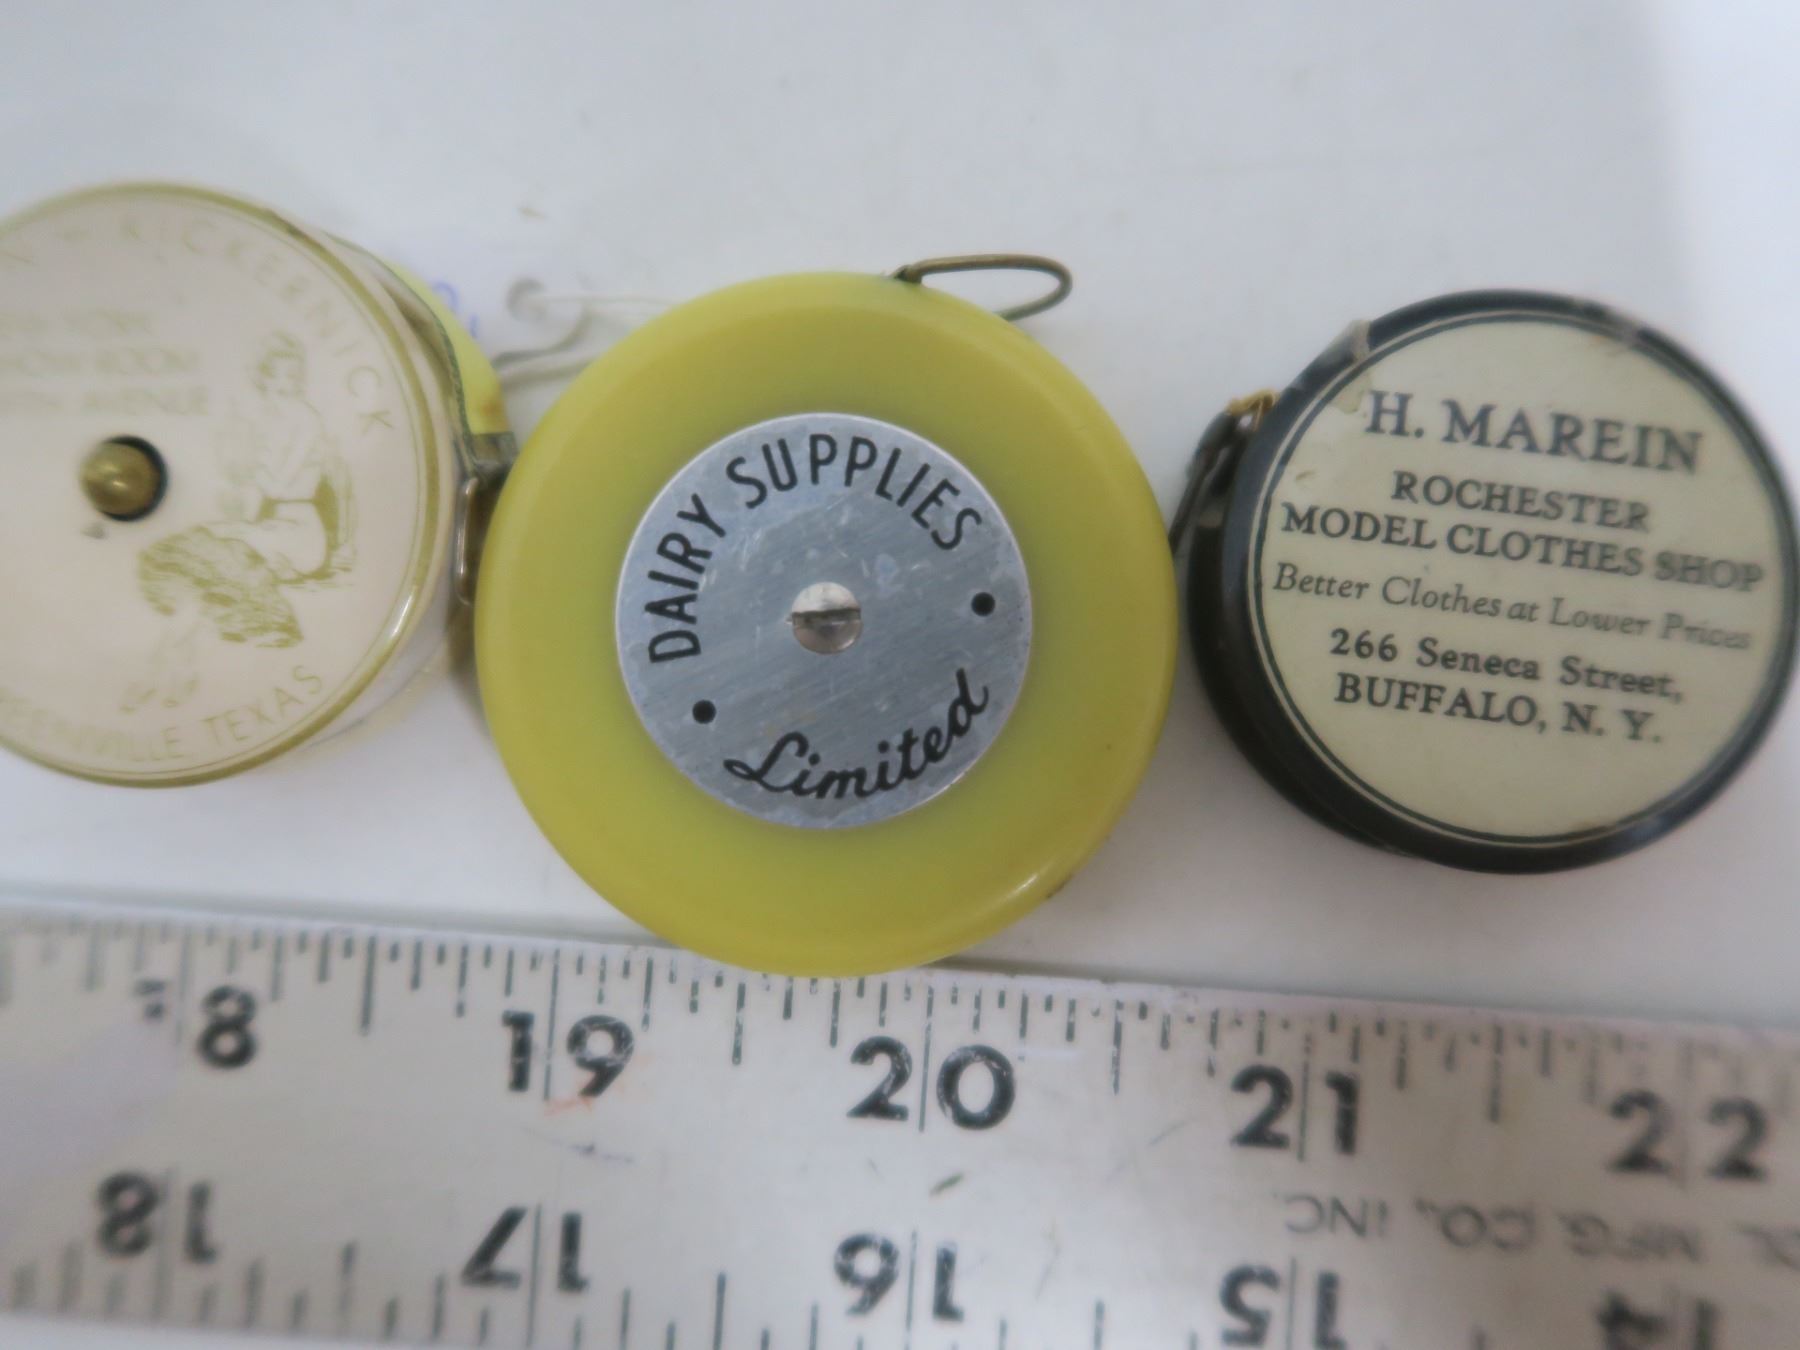 KICKERNICK
AVENUE
TEXAS
DAIRY SUPPLIES
Limited
H. MAREIN
ROCHESTER
MODEL CLOTHES SHOP
Better Clothes at Lower Prices
266 Seneca Street,
BUFFALO, N. Y.
8 19 20 21 22
MFG. CO., INC.
18 17 16 15 14